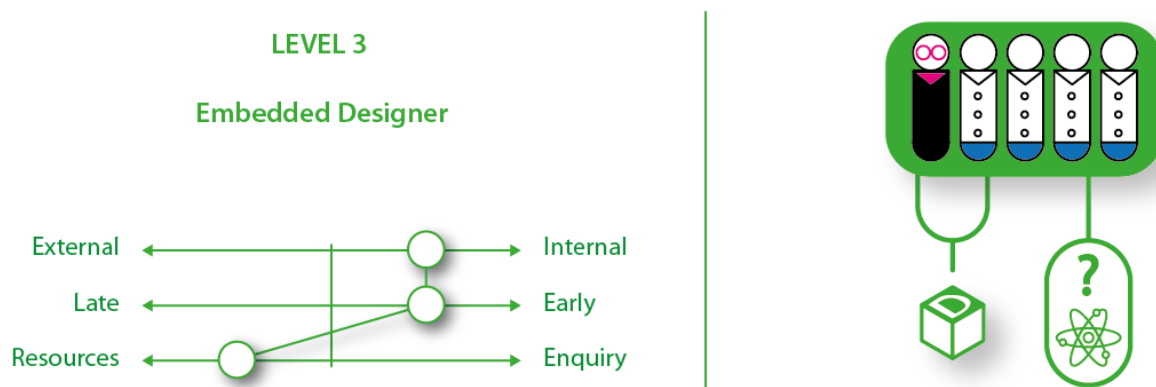 LEVEL 3
Embedded Designer
External Internal
Late Early
Resources Enquiry
?